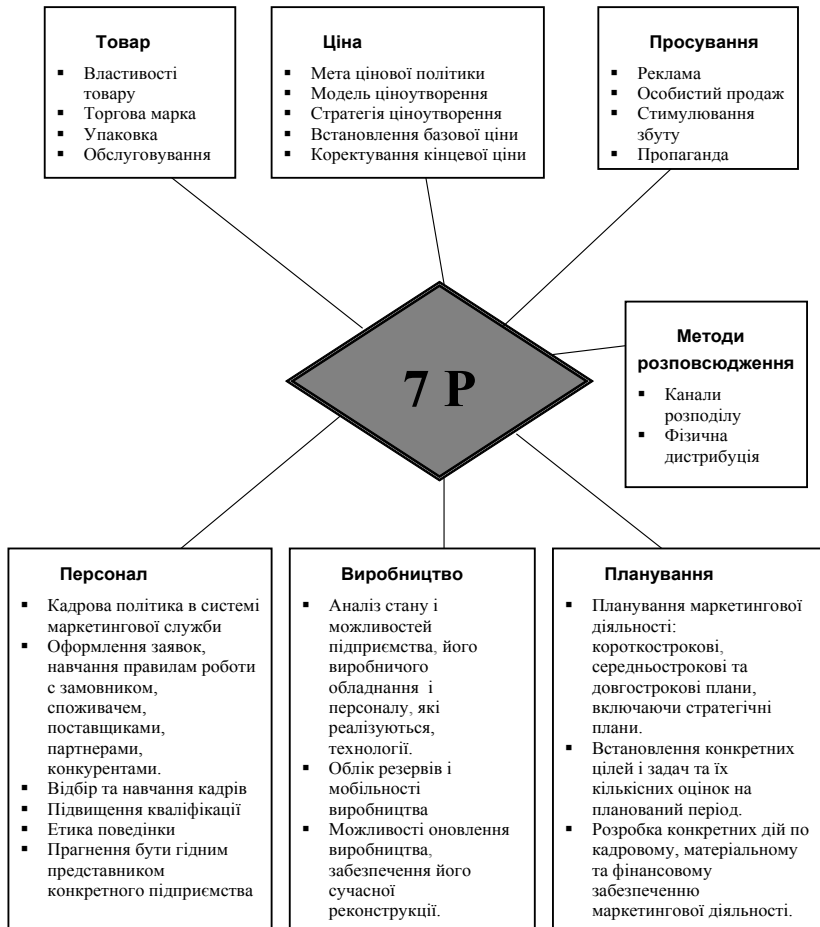 Товар
▪ Властивості
товару
▪ Торгова марка
▪ Упаковка
▪ Обслуговування
Ціна
▪ Мета цінової політики
▪ Модель ціноутворення
▪ Стратегія ціноутворення
▪ Встановлення базової ціни
▪ Коректування кінцевої ціни
Просування
▪ Реклама
▪ Особистий продаж
▪ Стимулювання
збуту
▪ Пропаганда
7 P
Методи
розповсюдження
▪ Канали
розподілу
▪ Фізична
дистрибуція
Персонал
▪ Кадрова політика в системі
маркетингової служби
▪ Оформлення заявок,
навчання правилам роботи
с замовником,
споживачем,
поставщиками,
партнерами,
конкурентами.
▪ Відбір та навчання кадрів
▪ Підвищення кваліфікації
▪ Етика поведінки
▪ Прагнення бути гідним
представником
конкретного підприємства
Виробництво
▪ Аналіз стану і
можливостей
підприємства, його
виробничого
обладнання і
персоналу, які
реалізуються,
технології.
▪ Облік резервів і
мобільності
виробництва
▪ Можливості оновлення
виробництва,
забезпечення його
сучасної
реконструкції.
Планування
▪ Планування маркетингової
діяльності:
короткострокові,
середньострокові та
довгострокові плани,
включаючи стратегічні
плани.
▪ Встановлення конкретних
цілей і задач та їх
кількісних оцінок на
планований період.
▪ Розробка конкретних дій по
кадровому, матеріальному
та фінансовому
забезпеченню
маркетингової діяльності.